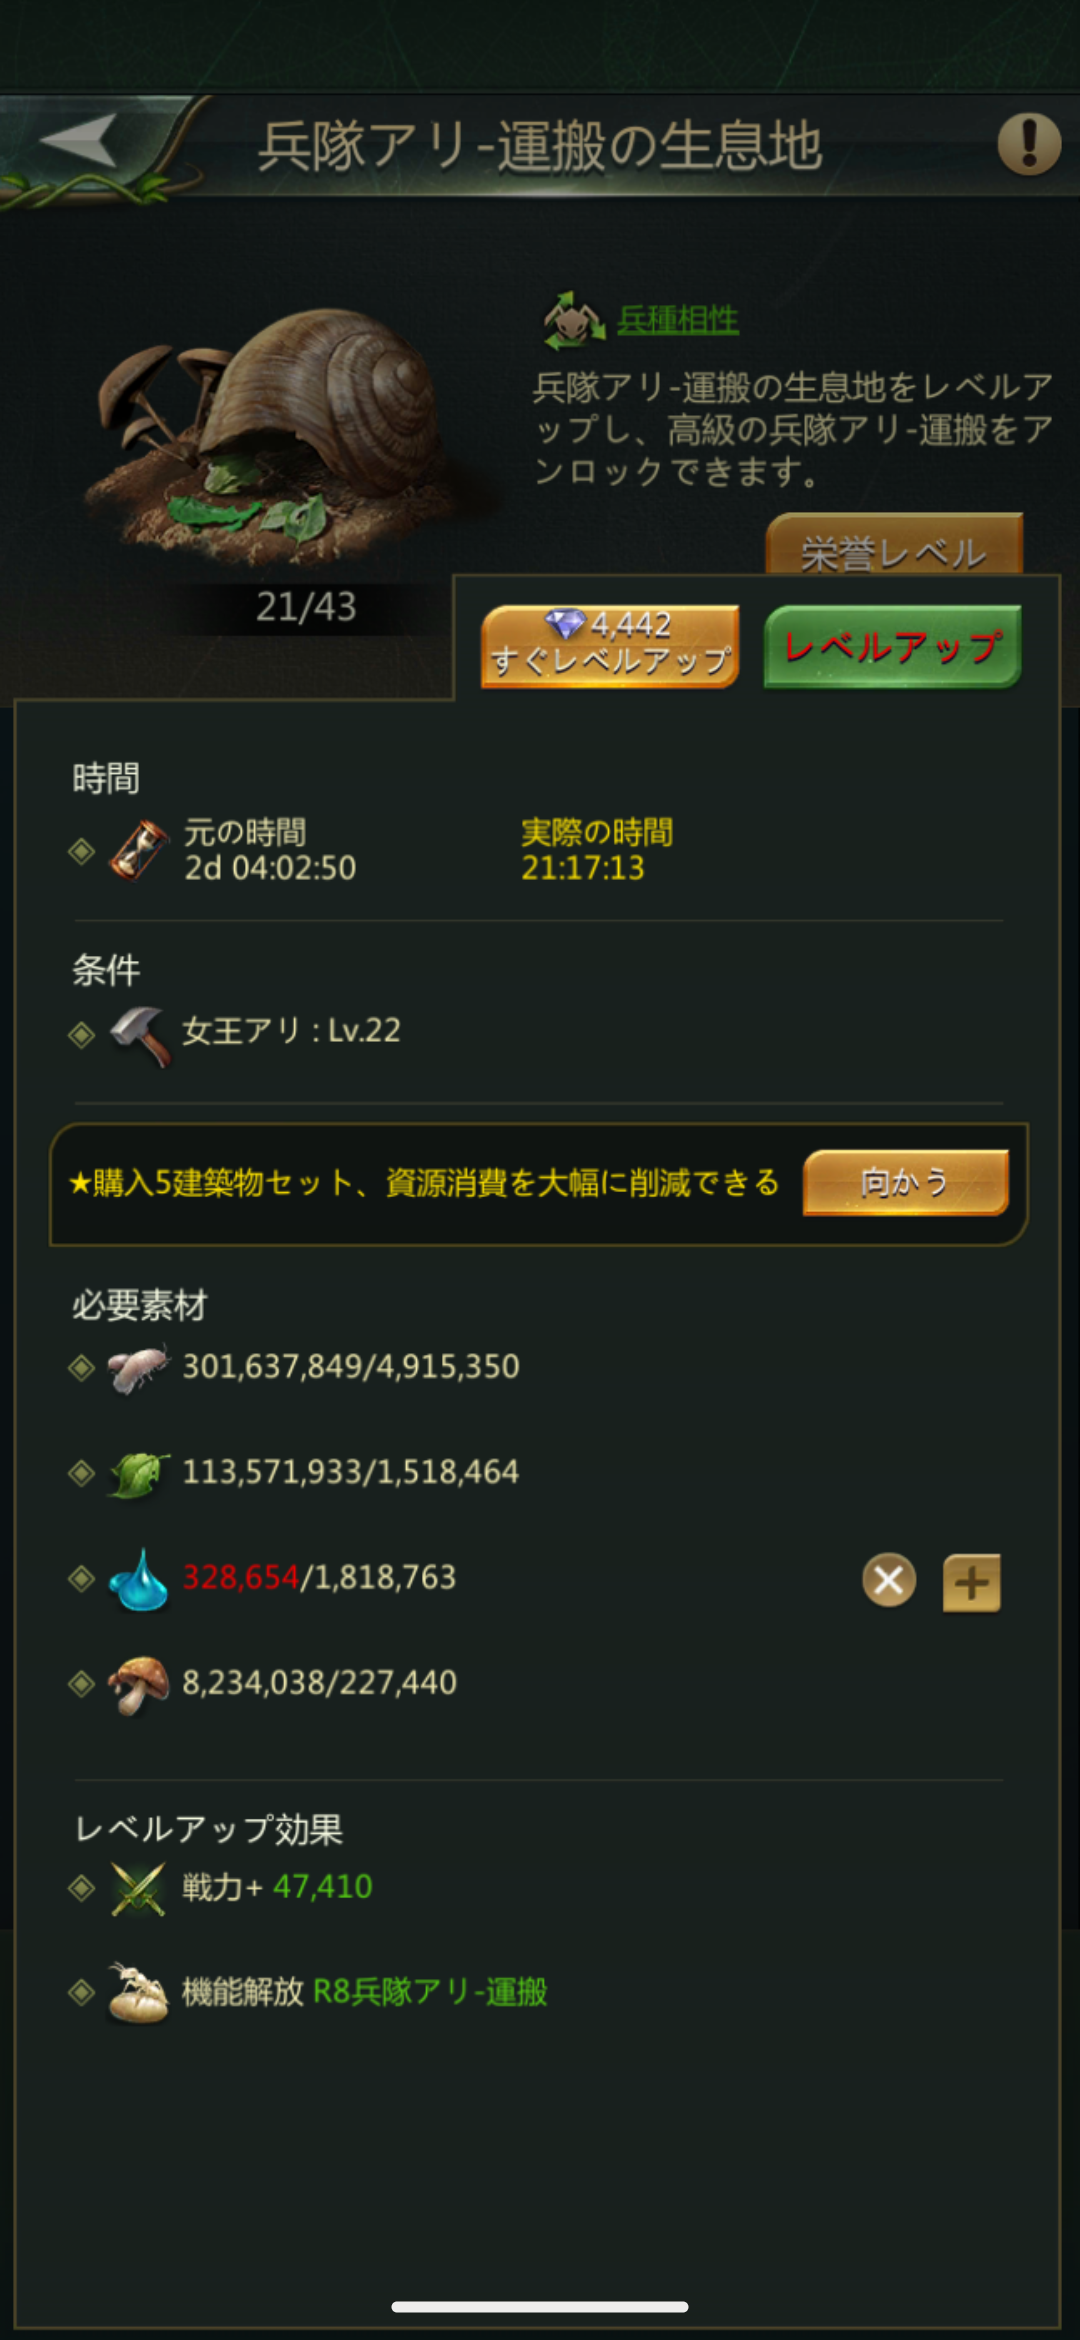 兵隊アリ-運搬の生息地
兵種相性
兵隊アリ-運搬の生息地をレベルア
ップし、高級の兵隊アリ-運搬をア
ンロックできます。
栄誉レベル
21/43
4,442
すぐレベルアップ
レベルアップ
時間
元の時間
2d 04:02:50
実際の時間
21:17:13
条件
女王アリ : Lv.22
★購入5建築物セット、資源消費を大幅に削減できる
向かう
必要素材
301,637,849/4,915,350
113,571,933/1,518,464
328,654/1,818,763
8,234,038/227,440
レベルアップ効果
戦力+ 47,410
機能解放 R8兵隊アリ-運搬